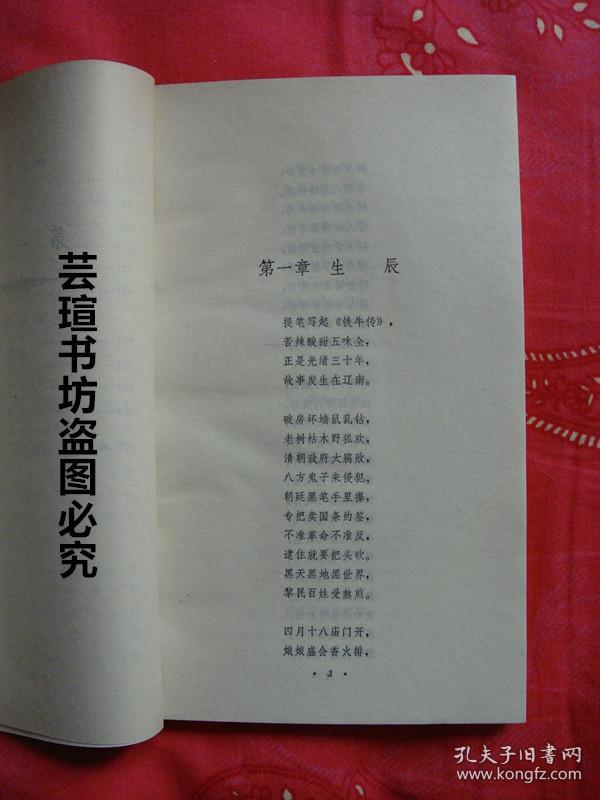 第一章 生 辰
提笔写起《铁牛传》,
苦辣酸甜五味全,
正是光绪三十年,
故事发生在辽南。
破房坏墙鼠乱钻,
老树枯木野狐欢,
清朝政府大腐败,
八方鬼子来侵犯。
朝廷黑笔手里攥,
专把卖国条约签,
不准革命不准反,
逮住就要把头砍。
黑天黑地黑世界,
黎民百姓受熬煎。
四月十八庙门开,
娘娘盛会香火排,
·3·
芸瑄书坊盗图必究
孔夫子旧书网
www.kongfz.com